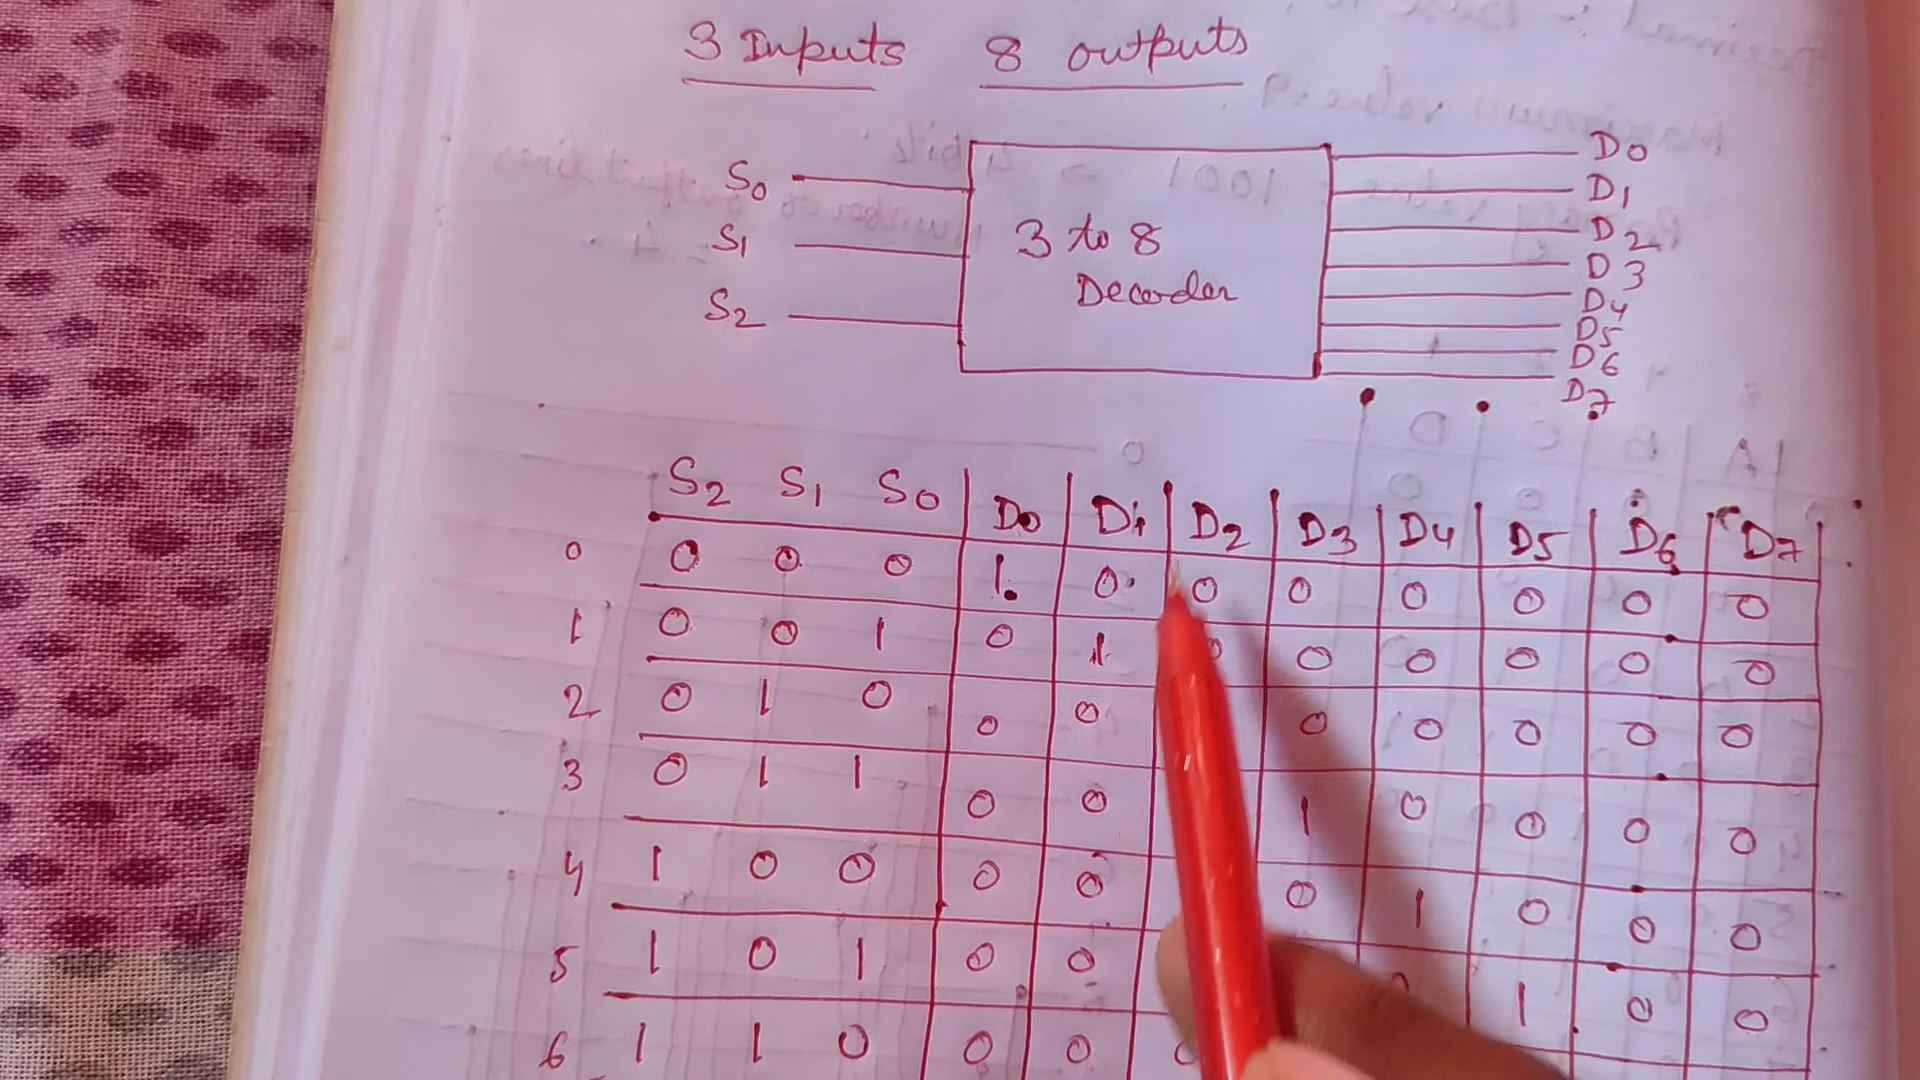 3 Inputs 8 outputs
S0
S1
S2
3 to 8
Decorder
D0
D1
D2
D3
D4
D5
D6
D7
S2 S1 S0 D0 D1 D2 D3 D4 D5 D6 D7
0 0 0 0 1 0 0 0 0 0 0 0
1 0 0 1 0 1 0 0 0 0 0 0
2 0 1 0 0 0 0 0 0 0 0
3 0 1 1 0 0 1 0 0 0 0
4 1 0 0 0 0 0 1 0 0 0
5 1 0 1 0 0 1 0 0
6 1 1 0 0 0